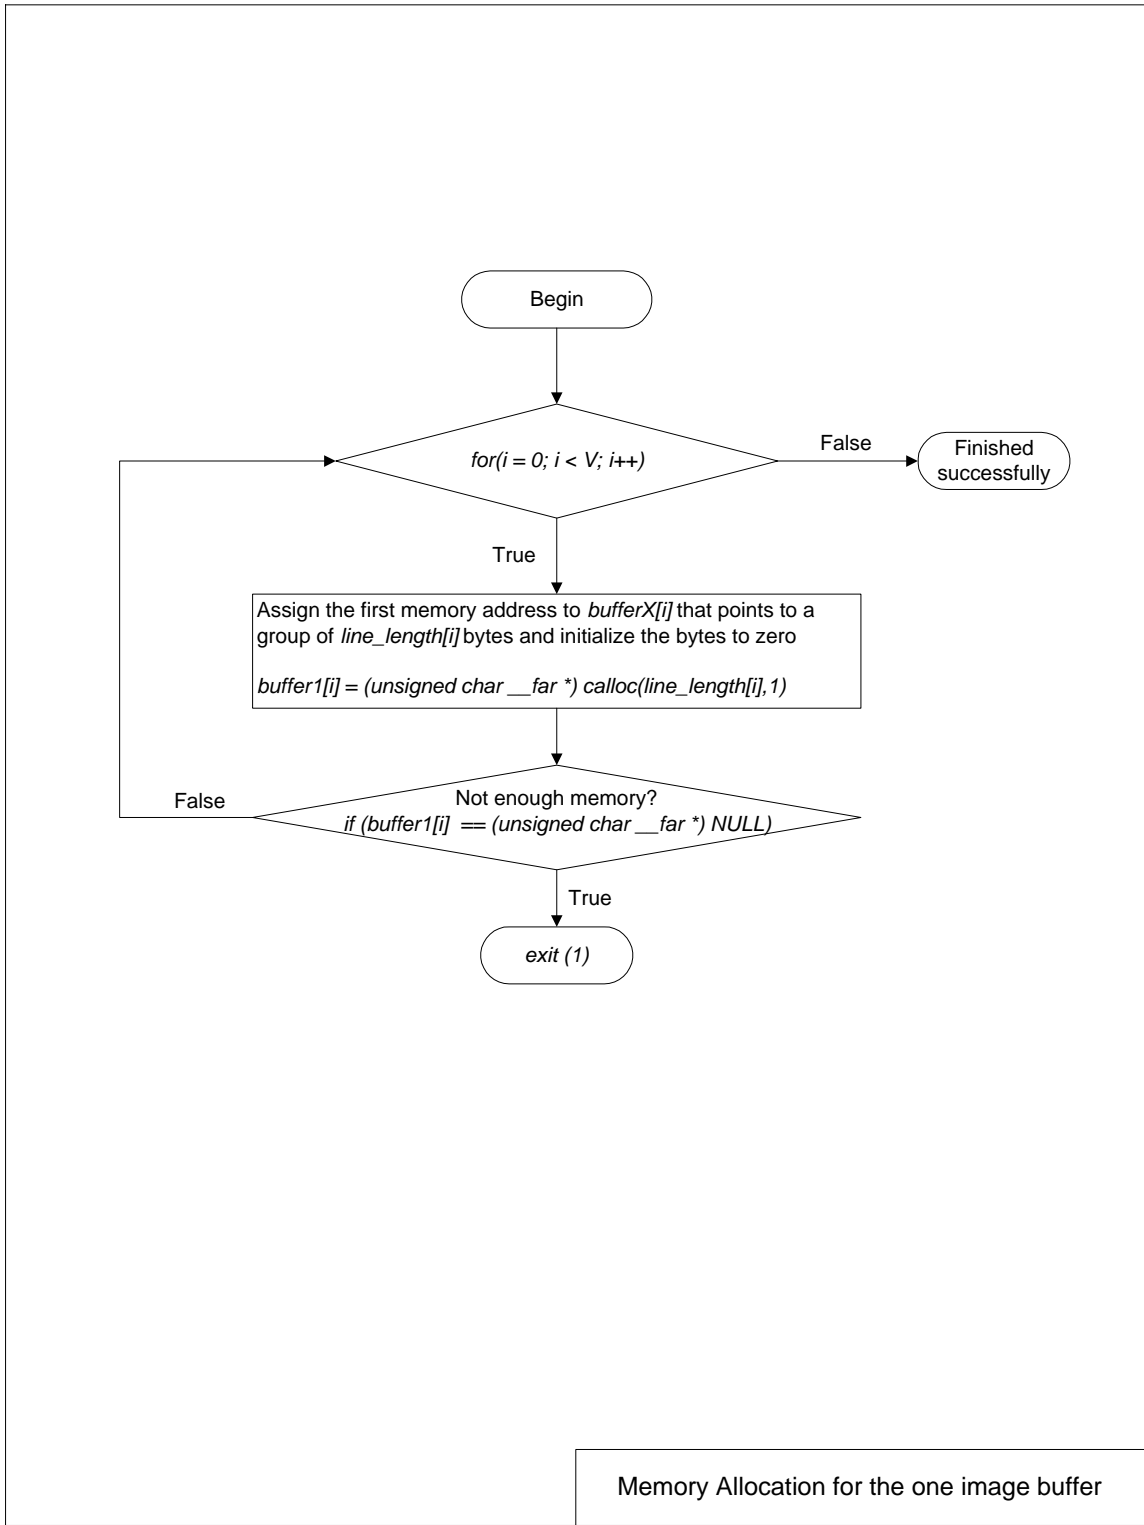 Begin
for(i = 0; i < V; i++)
False
Finished
successfully
True
Assign the first memory address to bufferX[i] that points to a
group of line_length[i] bytes and initialize the bytes to zero
buffer1[i] = (unsigned char __far *) calloc(line_length[i],1)
False
Not enough memory?
if (buffer1[i] == (unsigned char __far *) NULL)
True
exit (1)
Memory Allocation for the one image buffer